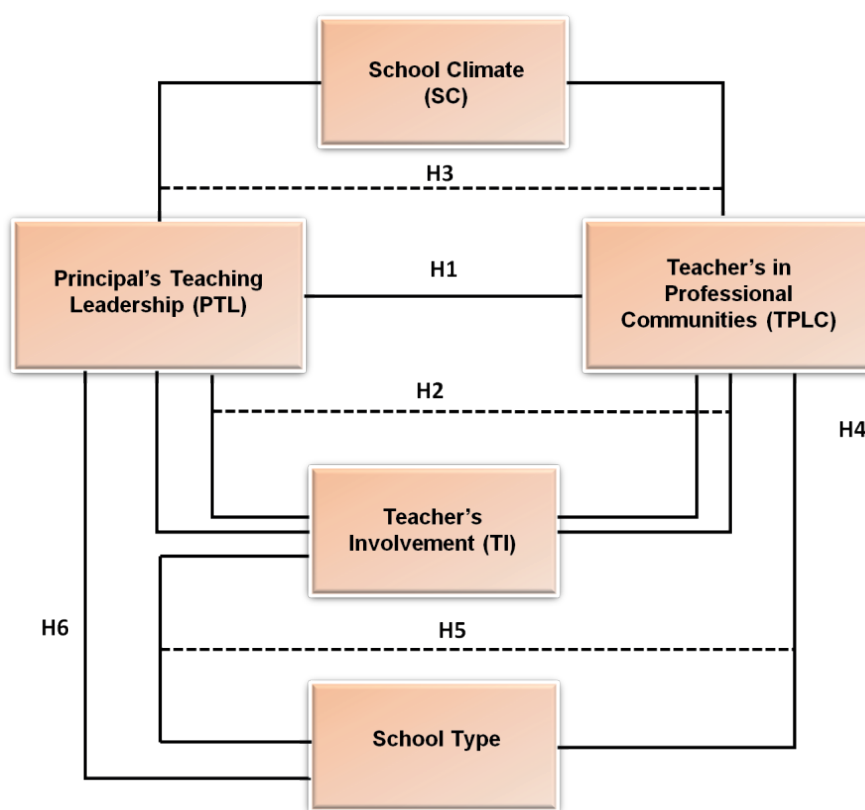 School Climate
(SC)
H3
Principal's Teaching
Leadership (PTL)
H1
Teacher's in
Professional
Communities (TPLC)
H2
H4
Teacher's
Involvement (TI)
H6
H5
School Type